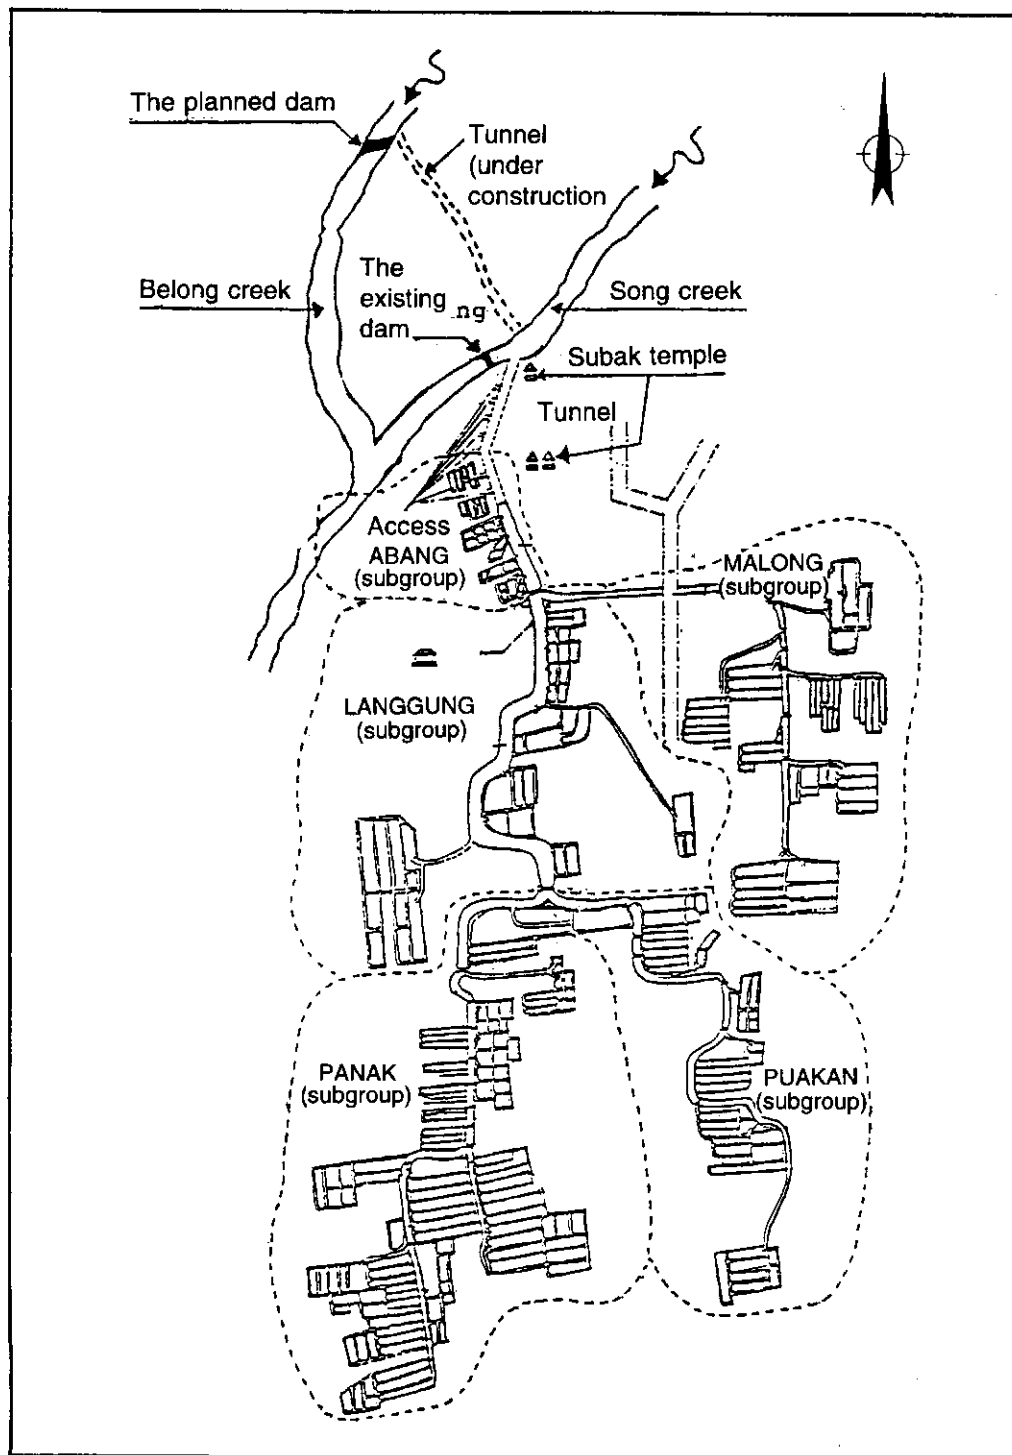 The planned dam
Tunnel
(under
construction
Belong creek
The
existing
dam
ng
Song creek
Subak temple
Tunnel
Access
ABANG
(subgroup)
MALONG
(subgroup)
LANGGUNG
(subgroup)
PANAK
(subgroup)
PUAKAN
(subgroup)